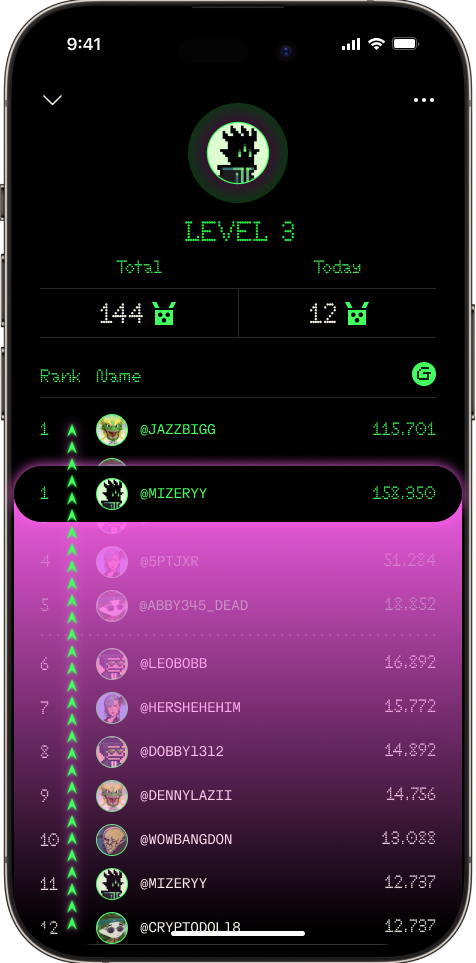 9:41
LEVEL 3
Total Today
144 12
Rank Name G
1 @JAZZBIGG 115.701
1 @MIZERYY 158.350
4 @5PTJXR 51.284
5 @ABBY345_DEAD 18.852
6 @LEOBOBB 16.892
7 @HERSHEHEHIM 15.772
8 @DOBBY1312 14.892
9 @DENNYLAZII 14.756
10 @WOWBANGDON 13.088
11 @MIZERYY 12.737
12 @CRYPTODOL18 12.737